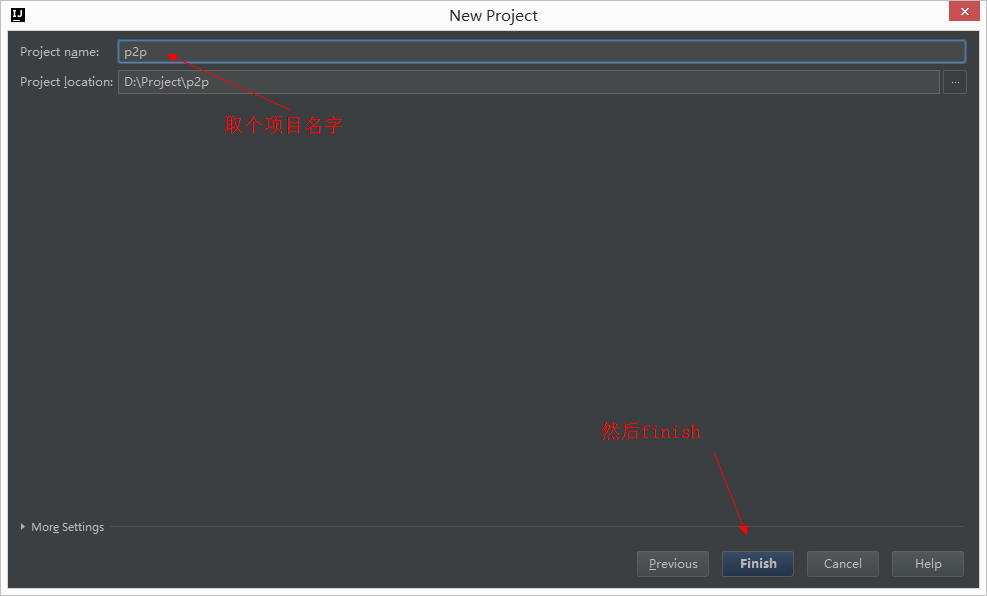 IJ
New Project
Project name: p2p
Project location: D:\Project\p2p ...
取个项目名字
然后finish
More Settings
Previous Finish Cancel Help